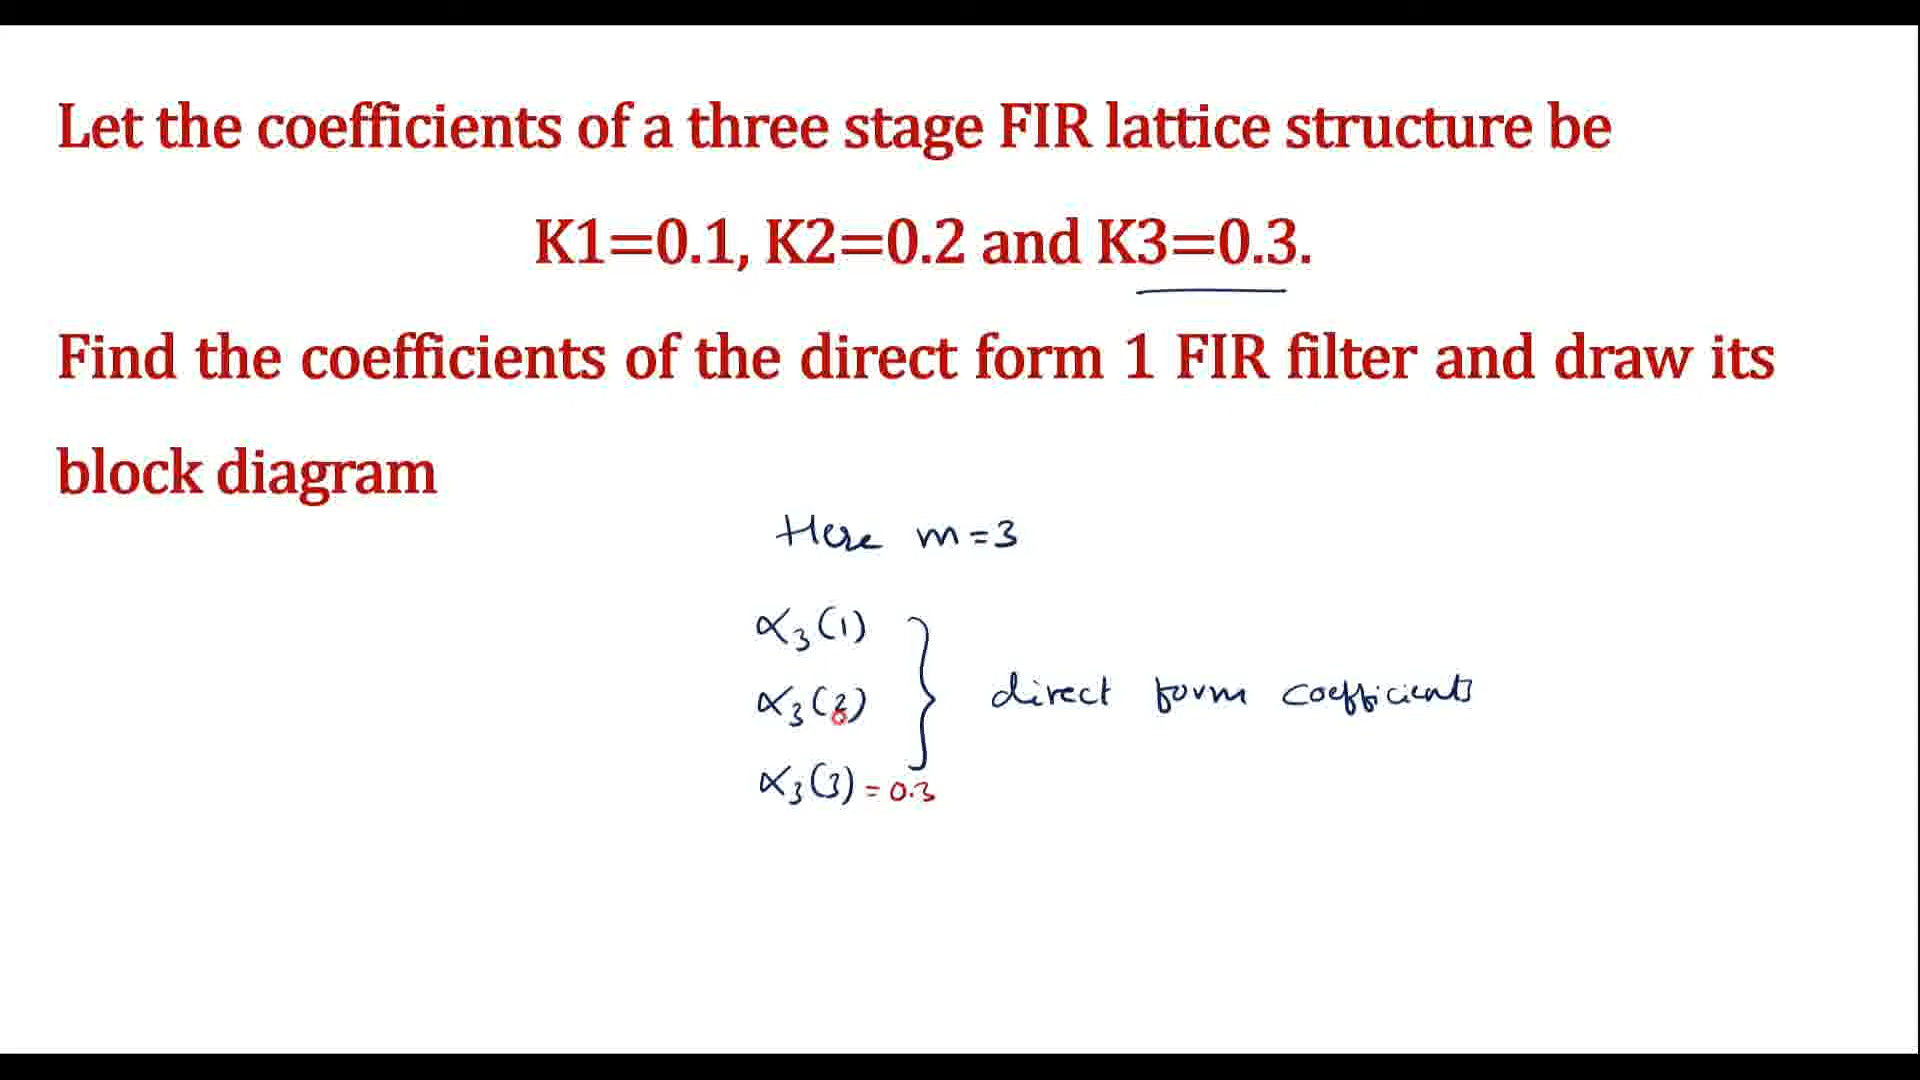 Let the coefficients of a three stage FIR lattice structure be
K1=0.1, K2=0.2 and K3=0.3.
Find the coefficients of the direct form 1 FIR filter and draw its
block diagram
Here m=3
α₃(1)
α₃(2) } direct form coefficients
α₃(3) = 0.3